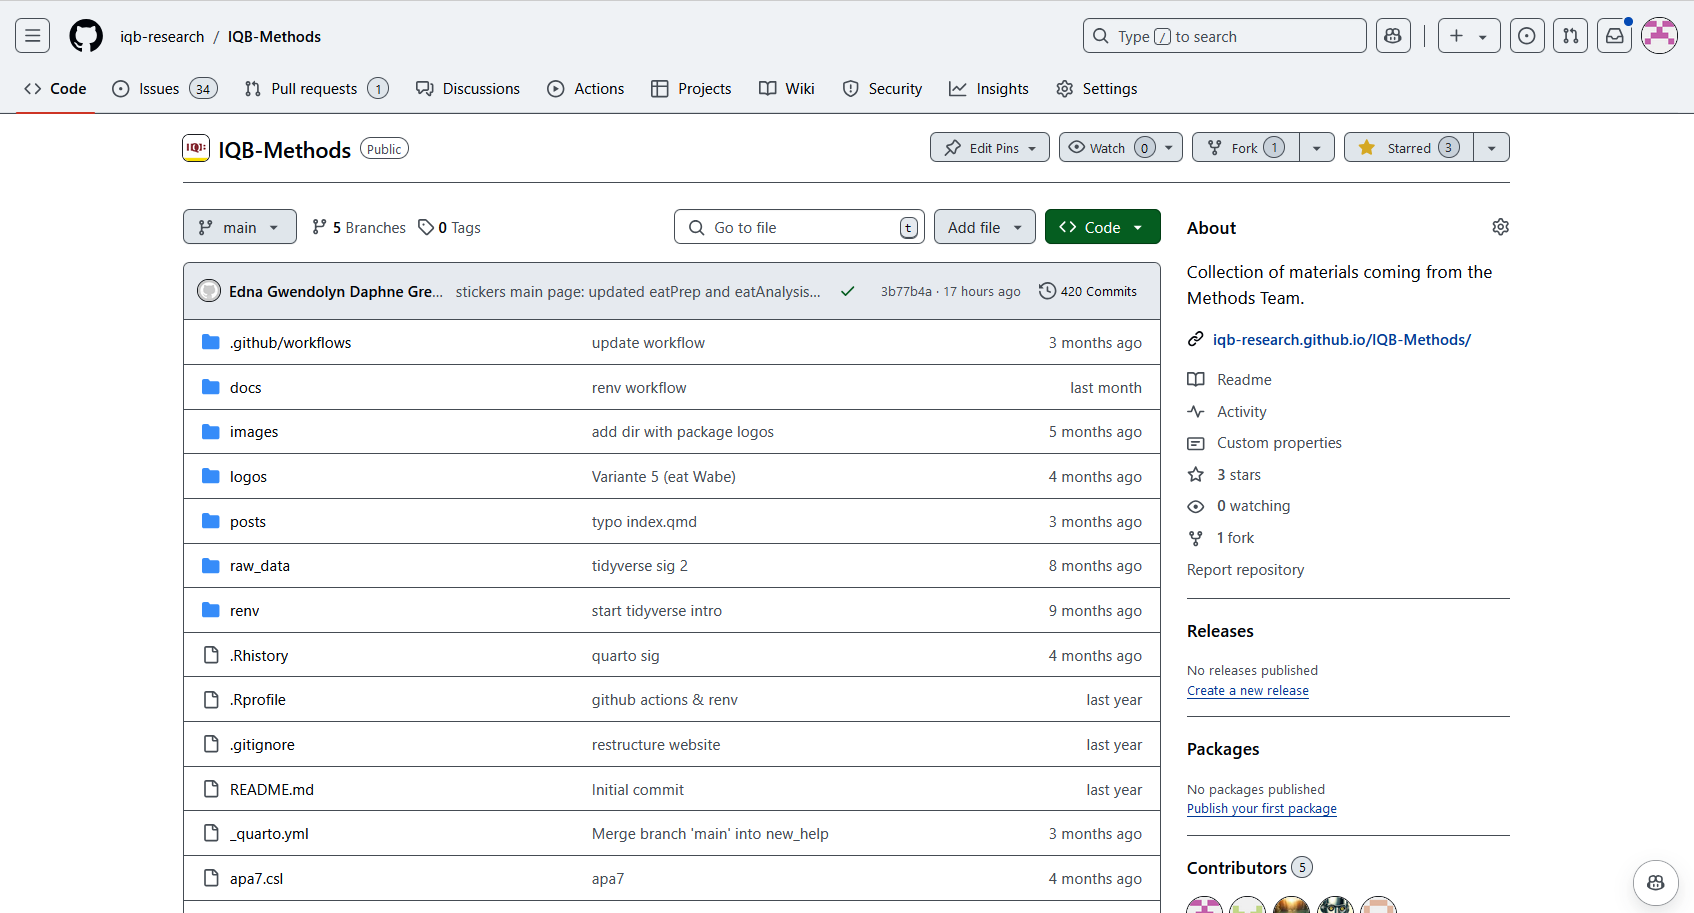 iqb-research / IQB-Methods
Type / to search
Code Issues 34 Pull requests 1 Discussions Actions Projects Wiki Security Insights Settings
IQB: IQB-Methods Public
Edit Pins Watch 0 Fork 1 Starred 3
main 5 Branches 0 Tags Go to file t Add file Code
Edna Gwendolyn Daphne Gre... stickers main page: updated eatPrep and eatAnalysis... 3b77b4a · 17 hours ago 420 Commits
.github/workflows update workflow 3 months ago
docs renv workflow last month
images add dir with package logos 5 months ago
logos Variante 5 (eat Wabe) 4 months ago
posts typo index.qmd 3 months ago
raw_data tidyverse sig 2 8 months ago
renv start tidyverse intro 9 months ago
.Rhistory quarto sig 4 months ago
.Rprofile github actions & renv last year
.gitignore restructure website last year
README.md Initial commit last year
_quarto.yml Merge branch 'main' into new_help 3 months ago
apa7.csl apa7 4 months ago
About
Collection of materials coming from the
Methods Team.
iqb-research.github.io/IQB-Methods/
Readme
Activity
Custom properties
3 stars
0 watching
1 fork
Report repository
Releases
No releases published
Create a new release
Packages
No packages published
Publish your first package
Contributors 5